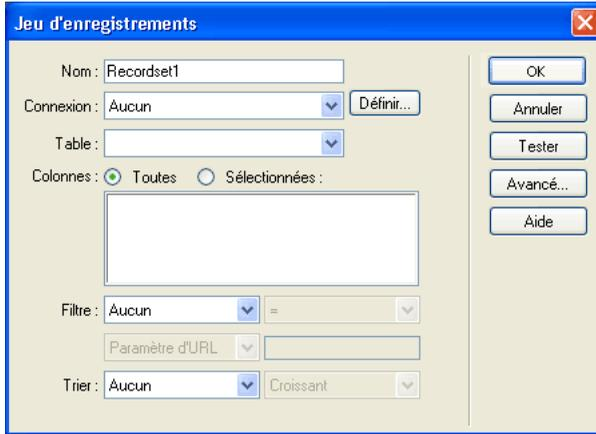 Jeu d'enregistrements
Nom : Recordset1
OK
Connexion : Aucun Définir...
Annuler
Table :
Tester
Colonnes : Toutes Sélectionnées :
Avancé...
Aide
Filtre : Aucun =
Paramètre d'URL
Trier : Aucun Croissant